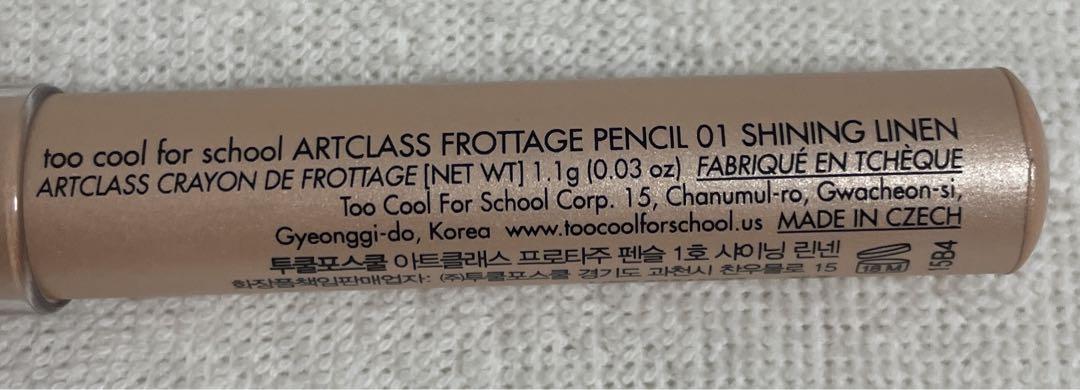 too cool for school ARTCLASS FROTTAGE PENCIL 01 SHINING LINEN
ARTCLASS CRAYON DE FROTTAGE [NET WT] 1.1g (0.03 oz) FABRIQUÉ EN TCHÈQUE
Too Cool For School Corp. 15, Chanumul-ro, Gwacheon-si,
Gyeonggi-do, Korea www.toocoolforschool.us MADE IN CZECH
투쿨포스쿨 아트클래스 프로타주 펜슬 1호 샤이닝 린넨
화장품책임판매업자: (주)투쿨포스쿨 경기도 과천시 찬우물로 15
18 M
15B4